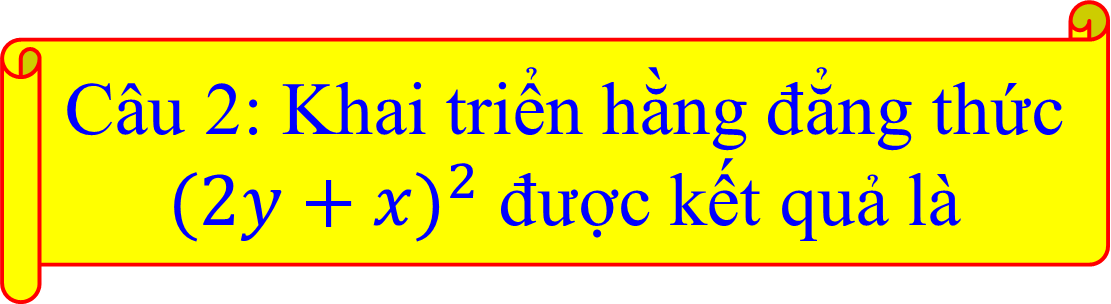 Câu 2: Khai triển hằng đẳng thức
(2y + x)² được kết quả là